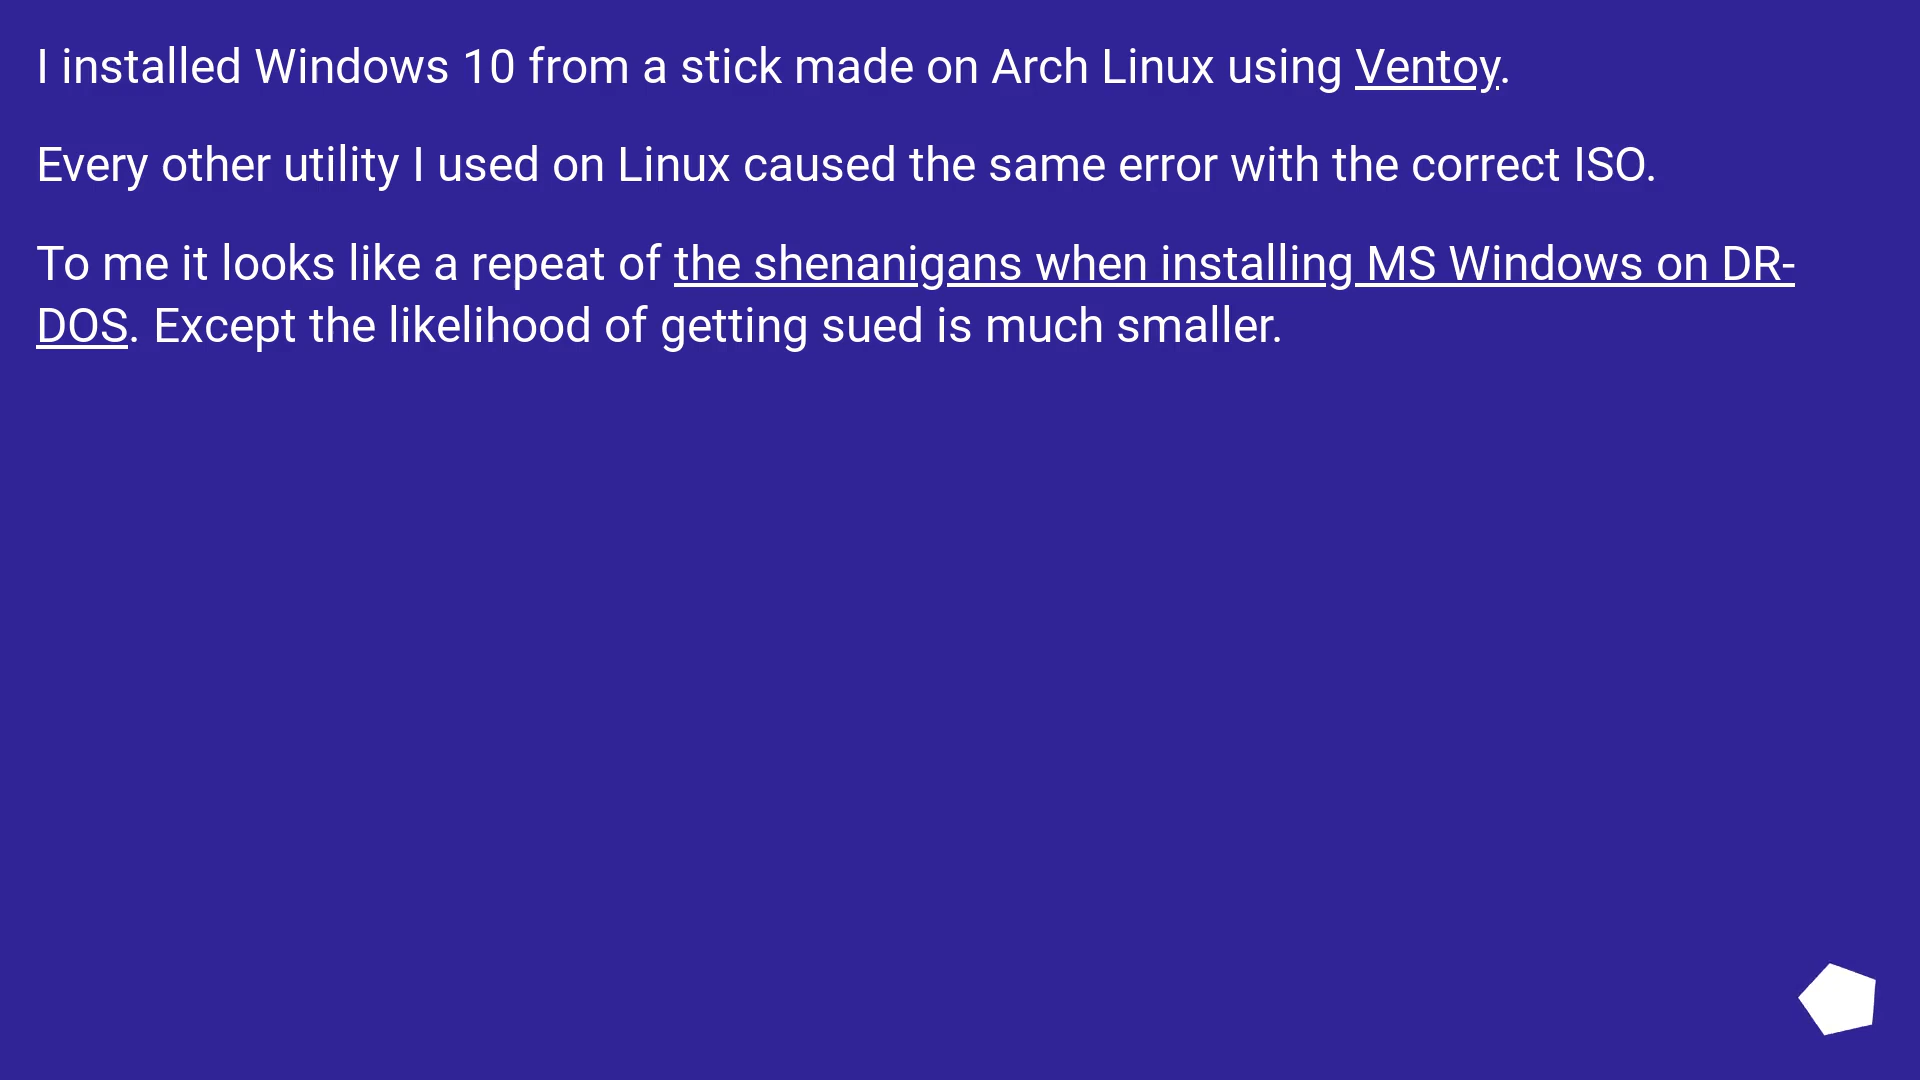 I installed Windows 10 from a stick made on Arch Linux using Ventoy.
Every other utility I used on Linux caused the same error with the correct ISO.
To me it looks like a repeat of the shenanigans when installing MS Windows on DR-
DOS. Except the likelihood of getting sued is much smaller.